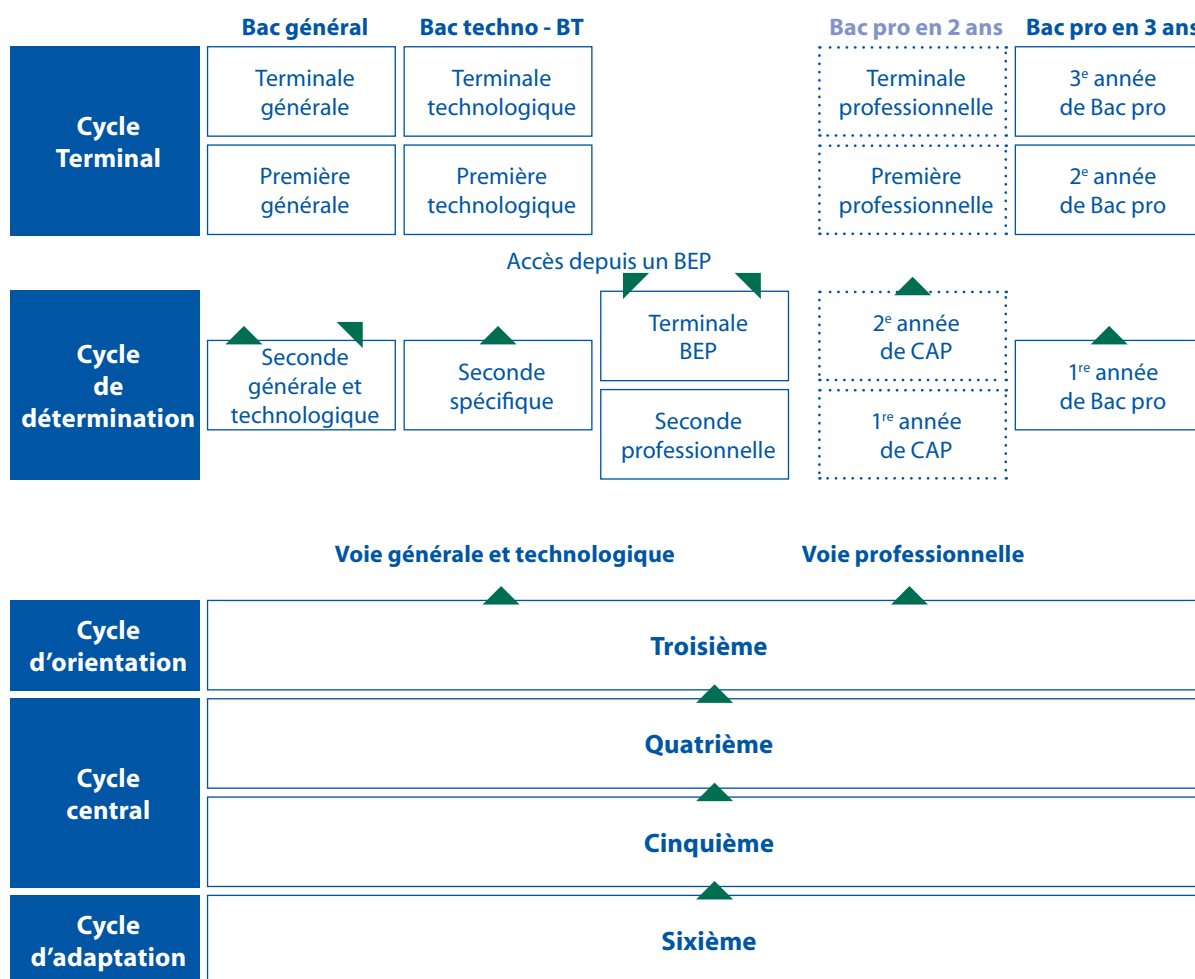 Bac général
Bac techno - BT
Bac pro en 2 ans
Bac pro en 3 ans
Cycle
Terminal
Terminale
générale
Terminale
technologique
Terminale
professionnelle
3e année
de Bac pro
Première
générale
Première
technologique
Première
professionnelle
2e année
de Bac pro
Accès depuis un BEP
Cycle
de
détermination
Seconde
générale et
technologique
Seconde
spécifique
Terminale
BEP
Seconde
professionnelle
2e année
de CAP
1re année
de CAP
1re année
de Bac pro
Voie générale et technologique
Voie professionnelle
Cycle
d’orientation
Troisième
Cycle
central
Quatrième
Cinquième
Cycle
d’adaptation
Sixième